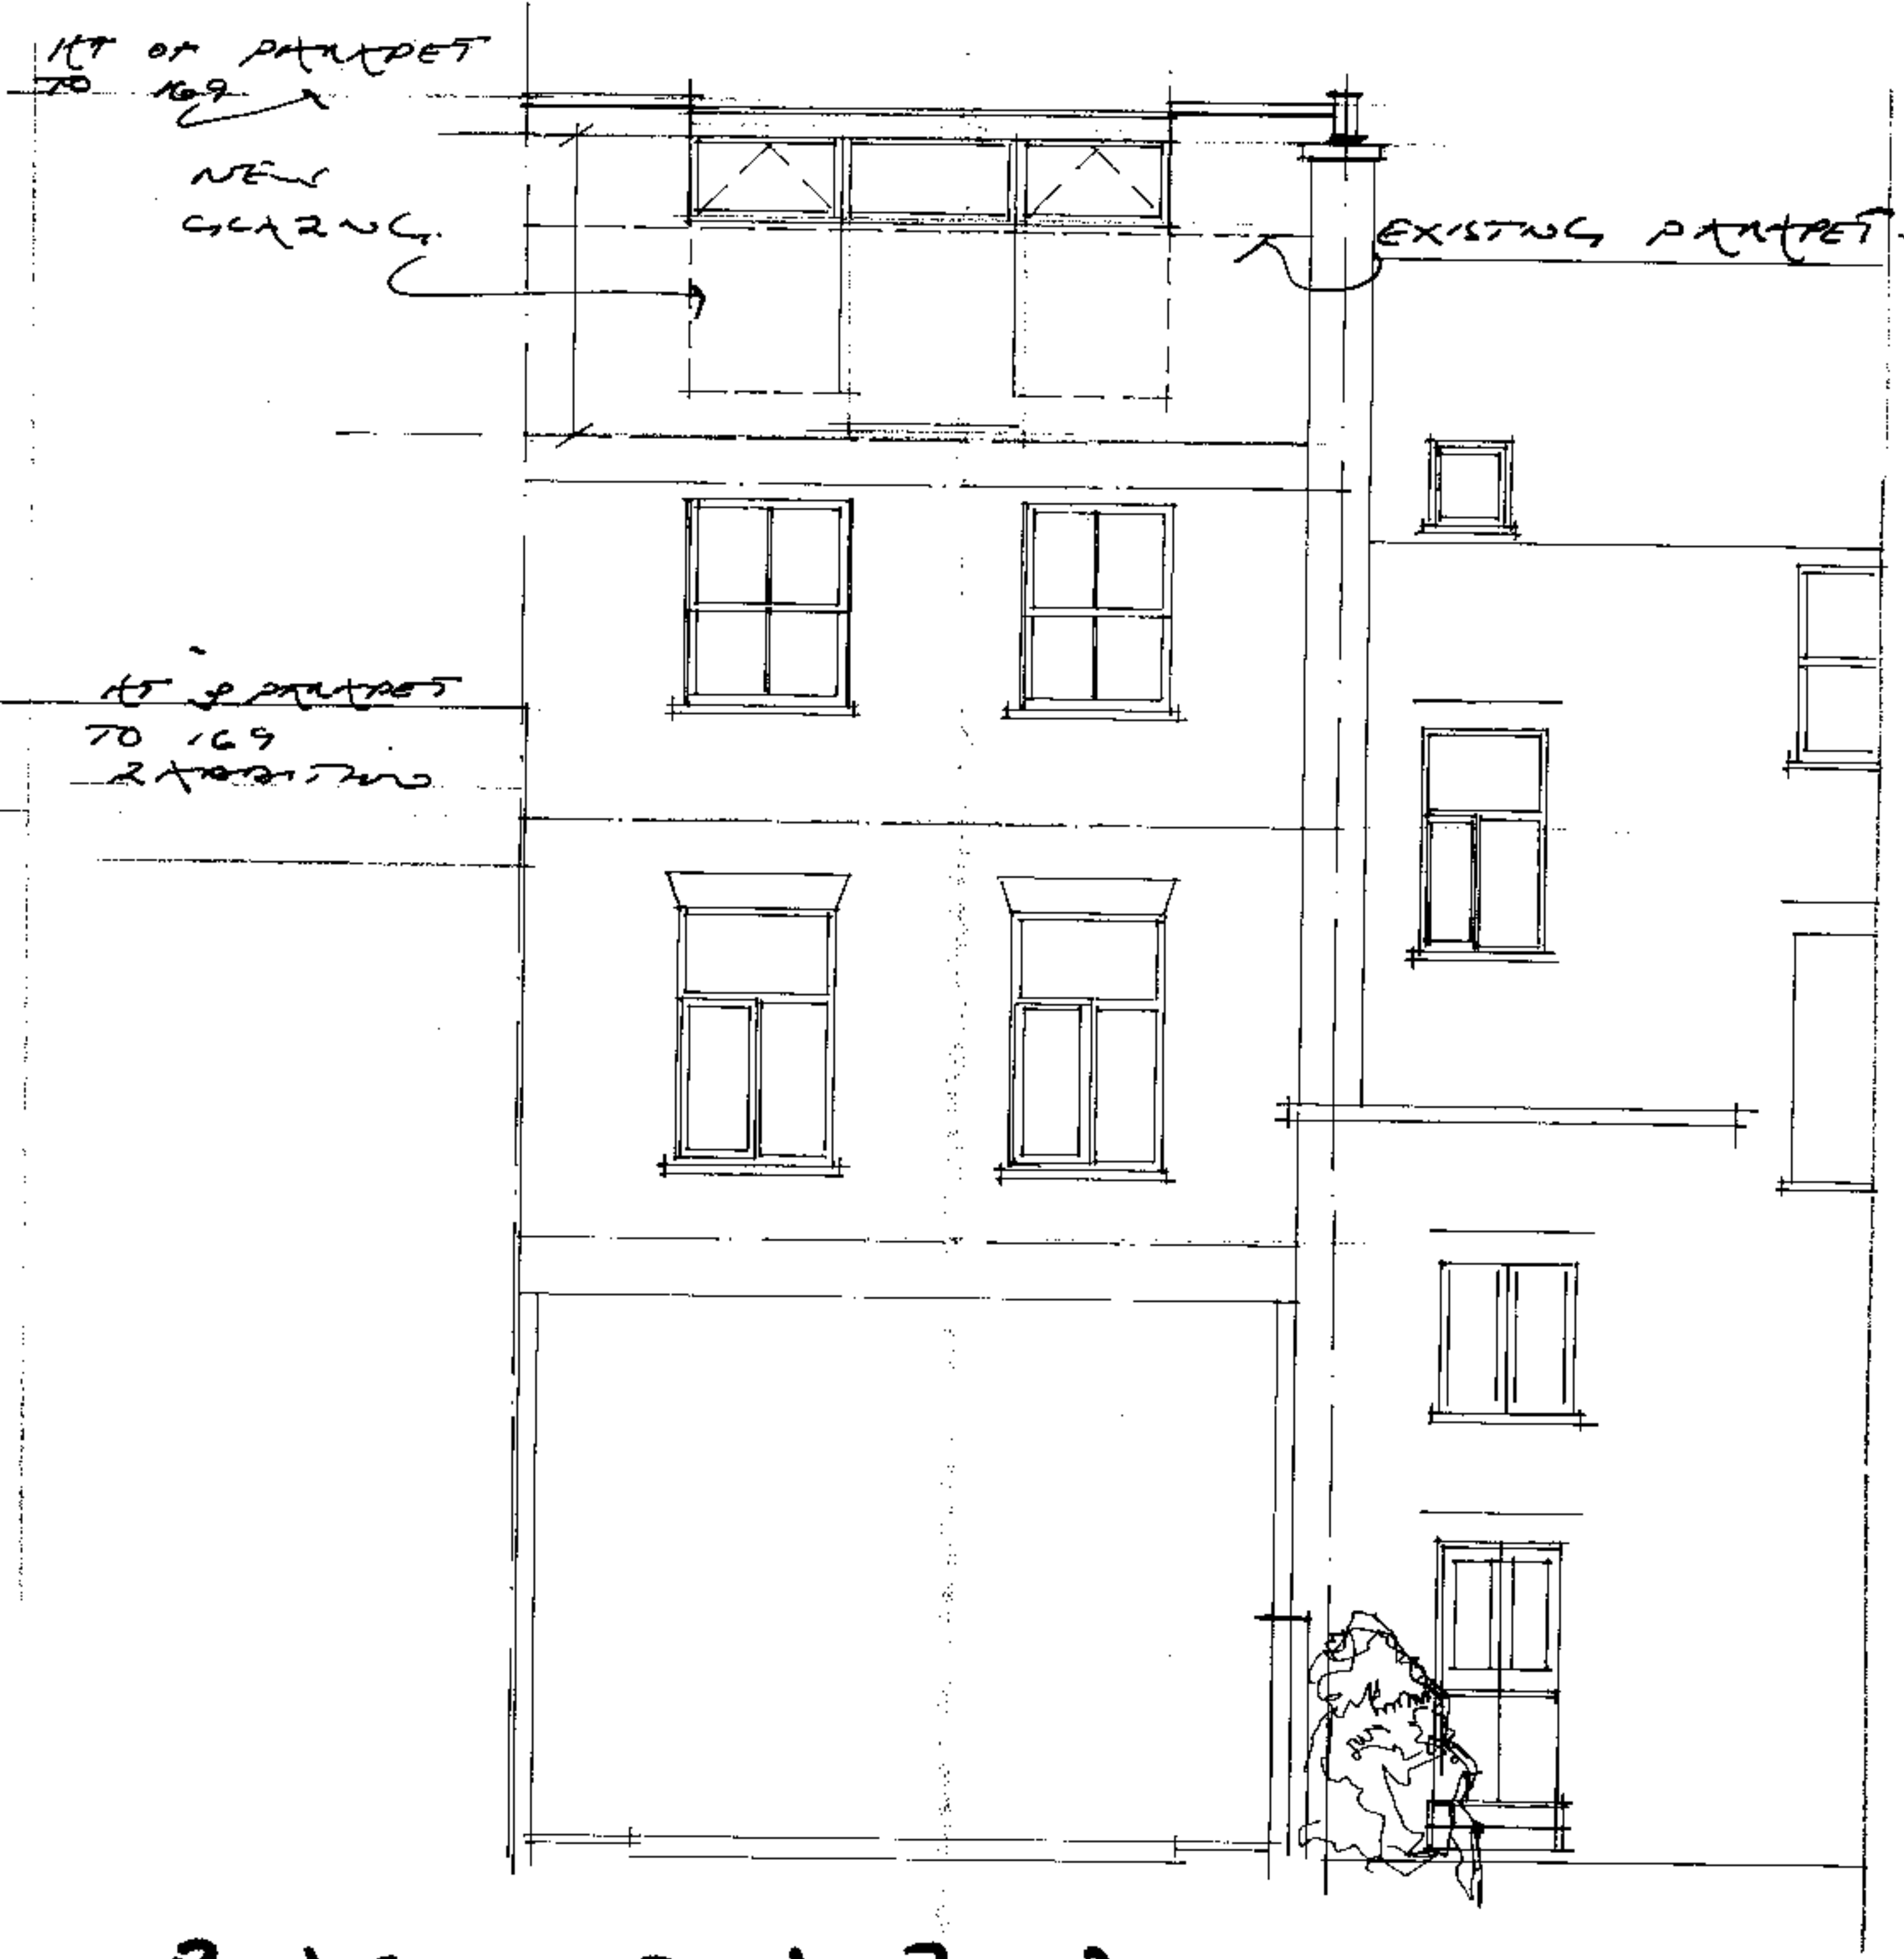 HT OF PARAPET
TO 169
NEW
GLAZING.
EXISTING PARAPET
HT OF PARAPET
TO 169